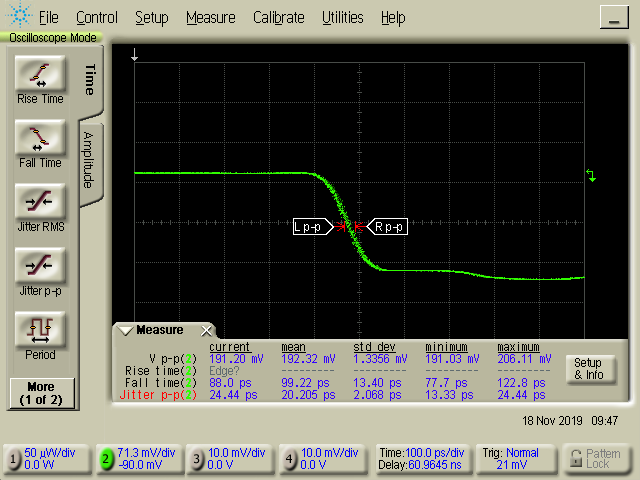 File Control Setup Measure Calibrate Utilities Help
Oscilloscope Mode
Time
Amplitude
Rise Time
Fall Time
Jitter RMS
Jitter p-p
Period
More
(1 of 2)
L p-p
R p-p
Measure
current mean std dev minimum maximum
V p-p(2) 191.20 mV 192.32 mV 1.3356 mV 191.03 mV 206.11 mV
Rise time(2) Edge? -------- -------- -------- --------
Fall time(2) 88.0 ps 99.22 ps 13.40 ps 77.7 ps 122.8 ps
Jitter p-p(2) 24.44 ps 20.205 ps 2.068 ps 13.33 ps 24.44 ps
Setup
& Info
18 Nov 2019 09:47
1 50 µW/div
0.0 W
2 71.3 mV/div
-90.0 mV
3 10.0 mV/div
0.0 V
4 10.0 mV/div
0.0 V
Time:100.0 ps/div
Delay:60.9645 ns
Trig: Normal
21 mV
Pattern
Lock